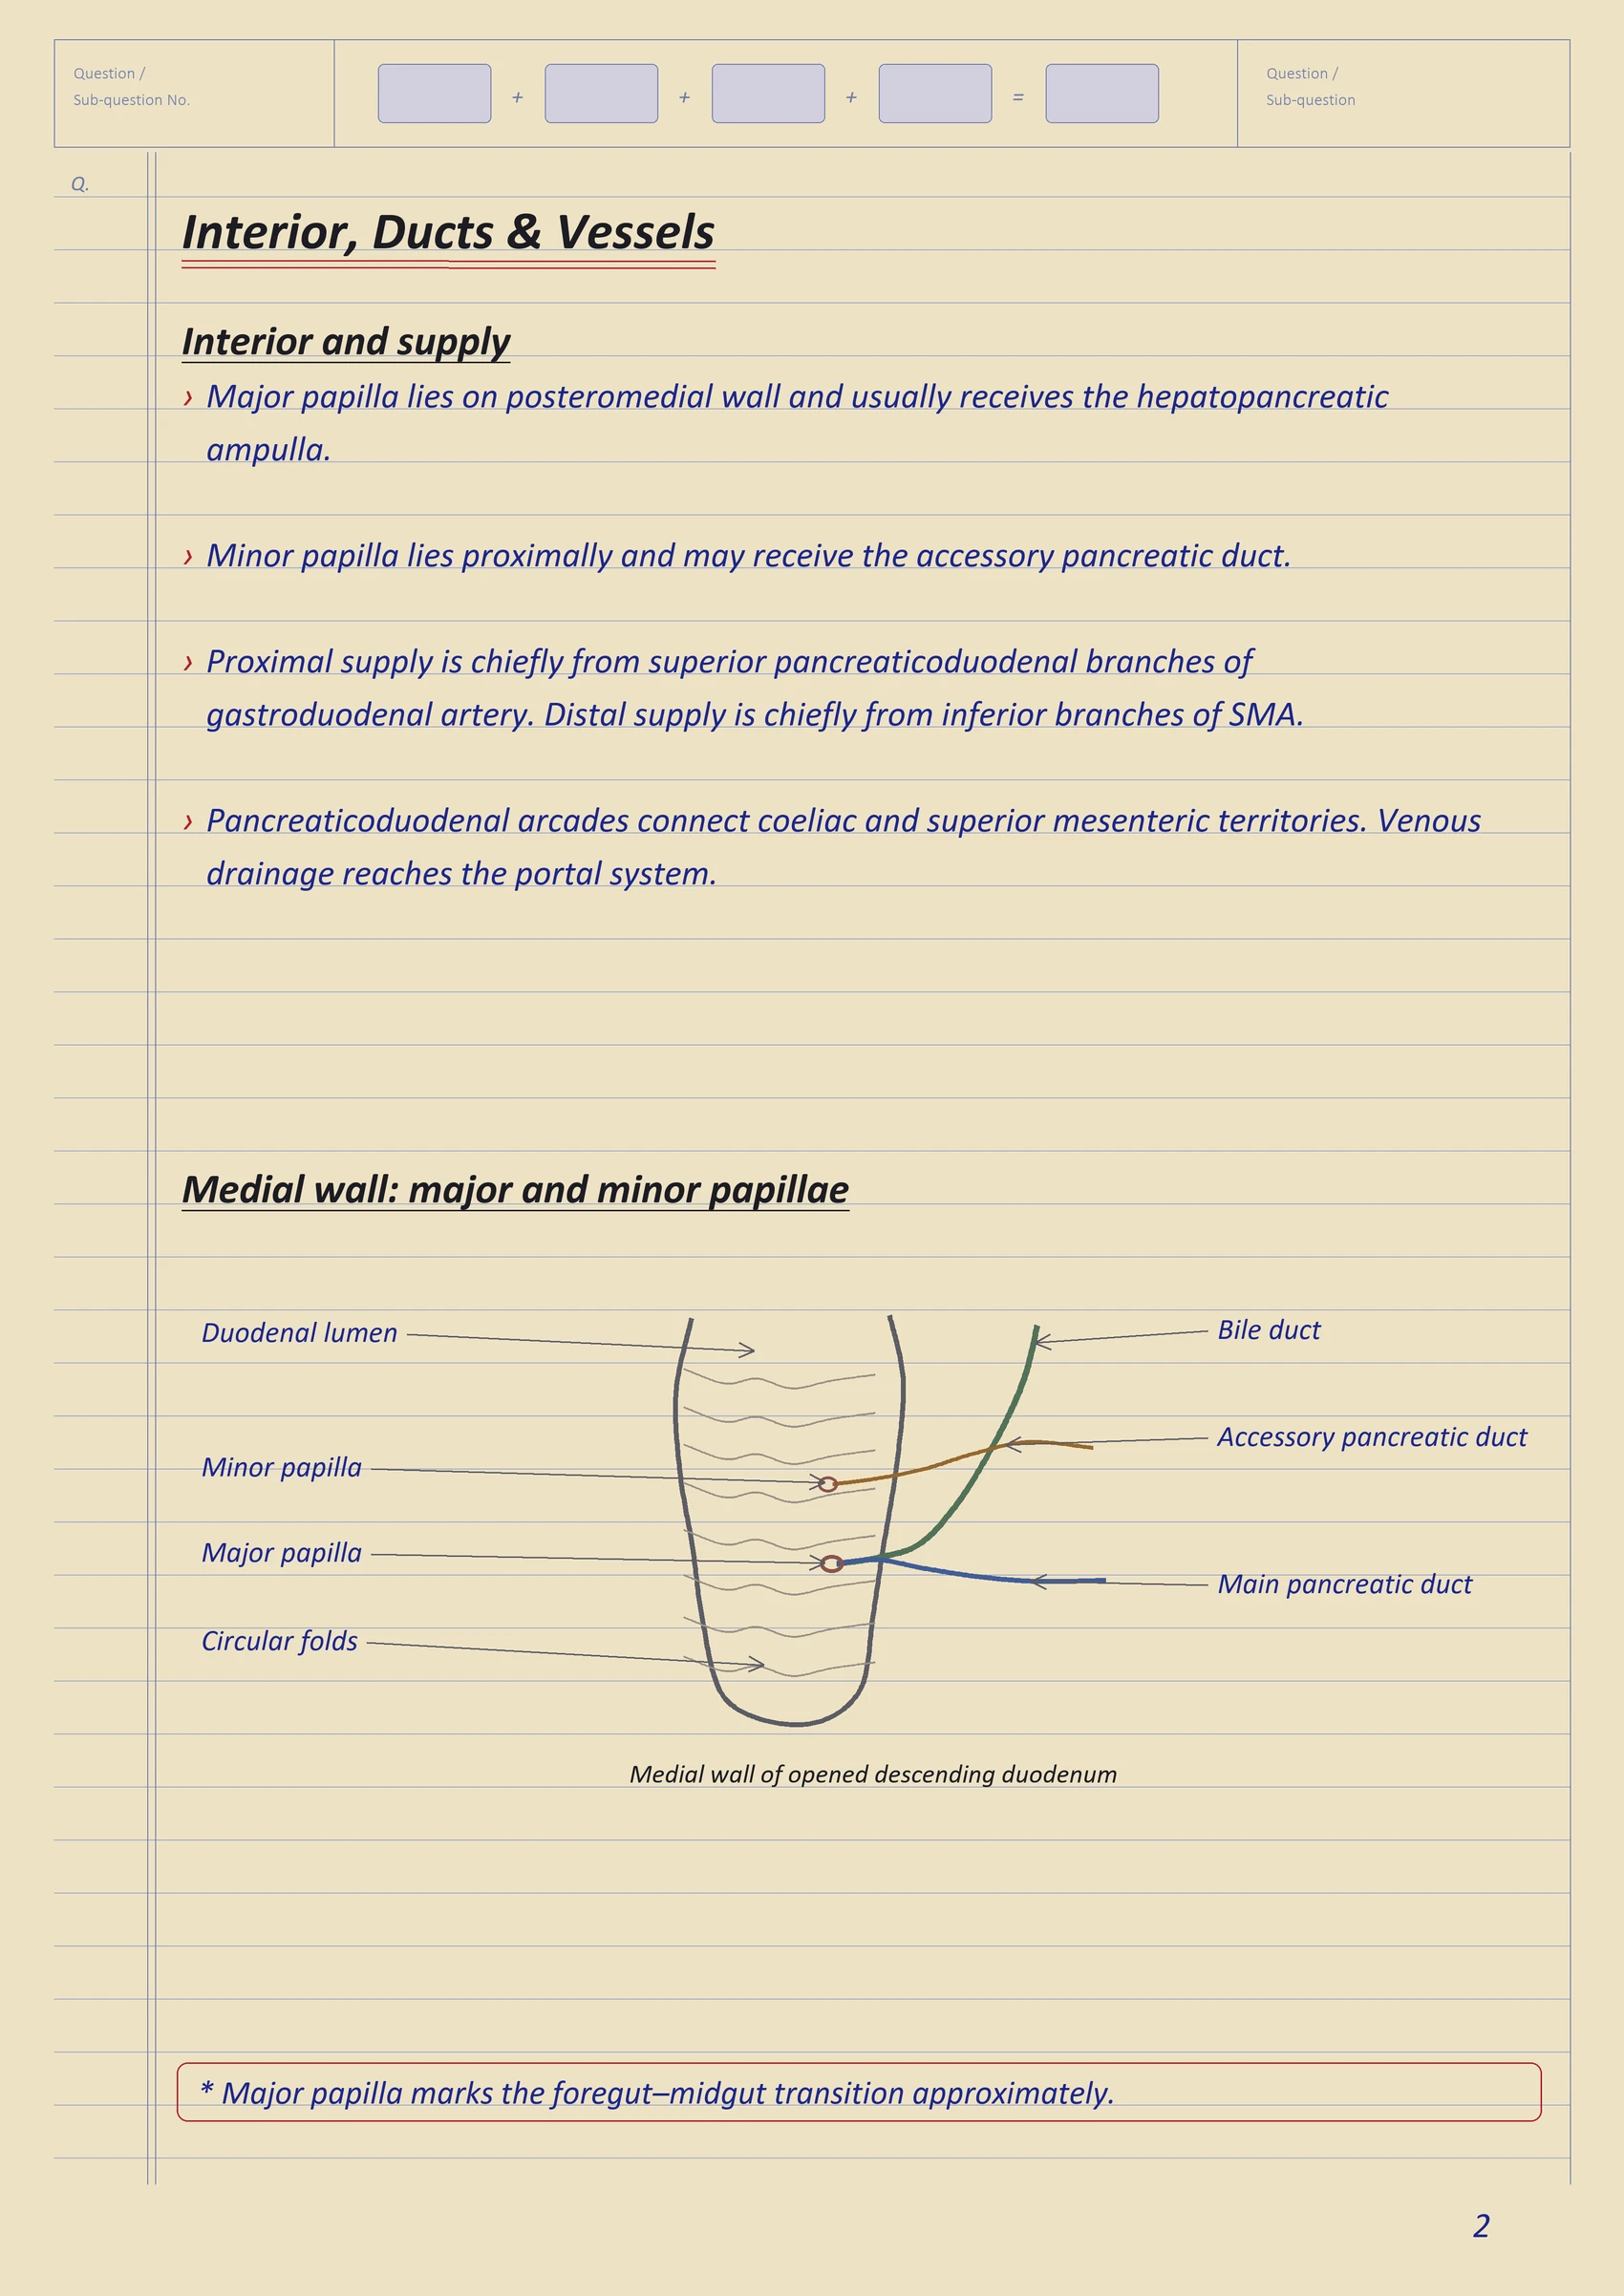 Question /
Sub-question No.
+ + + =
Question /
Sub-question
Q.
Interior, Ducts & Vessels
Interior and supply
› Major papilla lies on posteromedial wall and usually receives the hepatopancreatic
ampulla.
› Minor papilla lies proximally and may receive the accessory pancreatic duct.
› Proximal supply is chiefly from superior pancreaticoduodenal branches of
gastroduodenal artery. Distal supply is chiefly from inferior branches of SMA.
› Pancreaticoduodenal arcades connect coeliac and superior mesenteric territories. Venous
drainage reaches the portal system.
Medial wall: major and minor papillae
Duodenal lumen
Bile duct
Accessory pancreatic duct
Minor papilla
Major papilla
Main pancreatic duct
Circular folds
Medial wall of opened descending duodenum
* Major papilla marks the foregut–midgut transition approximately.
2